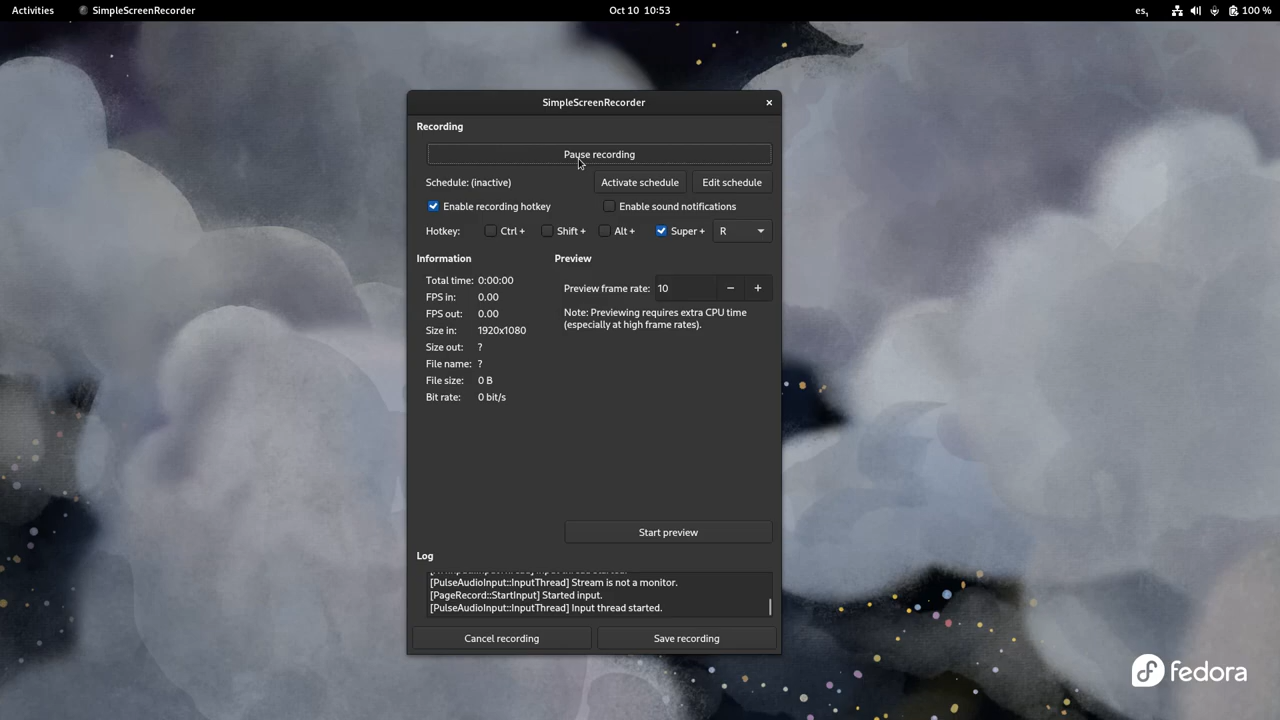 Activities SimpleScreenRecorder Oct 10 10:53 es, 100 %
SimpleScreenRecorder ×
Recording
Pause recording
Schedule: (inactive) Activate schedule Edit schedule
Enable recording hotkey Enable sound notifications
Hotkey: Ctrl + Shift + Alt + Super + R
Information Preview
Total time: 0:00:00
FPS in: 0.00 Preview frame rate: 10 − +
FPS out: 0.00 Note: Previewing requires extra CPU time
(especially at high frame rates).
Size in: 1920x1080
Size out: ?
File name: ?
File size: 0 B
Bit rate: 0 bit/s
Start preview
Log
[PulseAudioInput::InputThread] Stream is not a monitor.
[PageRecord::StartInput] Started input.
[PulseAudioInput::InputThread] Input thread started.
Cancel recording Save recording
fedora